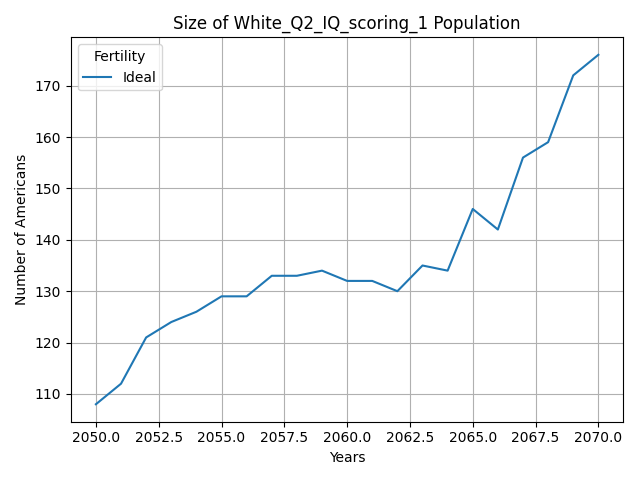 Size of White_Q2_IQ_scoring_1 Population
Fertility
Ideal
Number of Americans
170
160
150
140
130
120
110
2050.0 2052.5 2055.0 2057.5 2060.0 2062.5 2065.0 2067.5 2070.0
Years